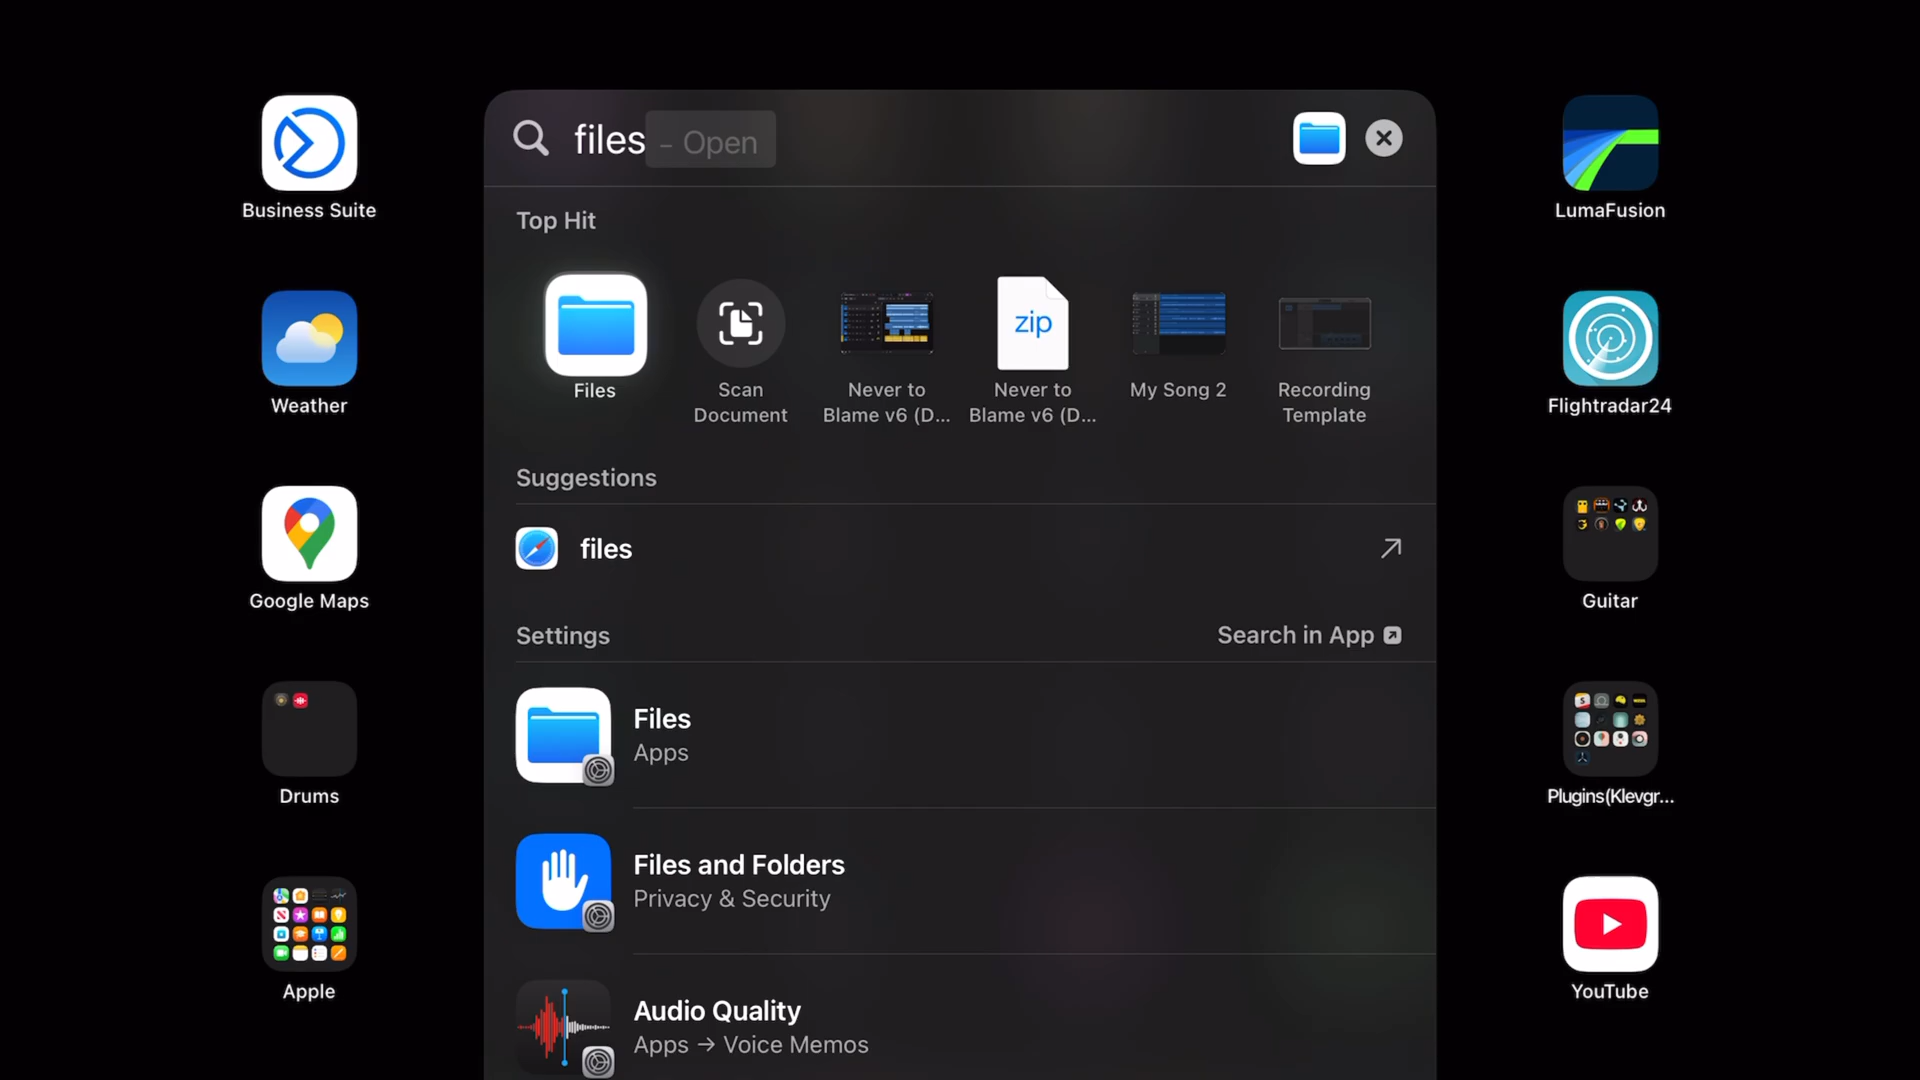 files – Open
Top Hit
Files
Scan
Document
Never to
Blame v6 (D...
zip
Never to
Blame v6 (D...
My Song 2
Recording
Template
Suggestions
files
Settings
Search in App
Files
Apps
Files and Folders
Privacy & Security
Audio Quality
Apps → Voice Memos
Business Suite
Weather
Google Maps
Drums
Apple
LumaFusion
Flightradar24
Guitar
Plugins(Klevgr...
YouTube